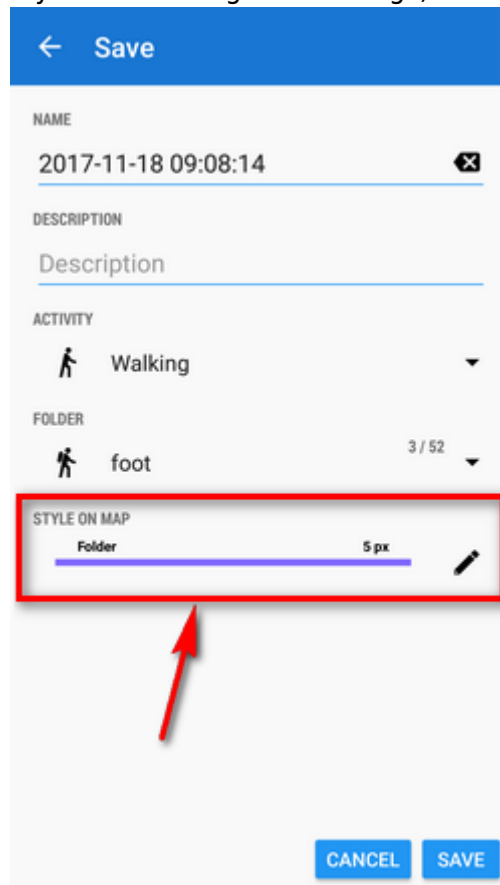 Save
NAME
2017-11-18 09:08:14
DESCRIPTION
Description
ACTIVITY
Walking
FOLDER
foot
3 / 52
STYLE ON MAP
Folder 5 px
CANCEL SAVE